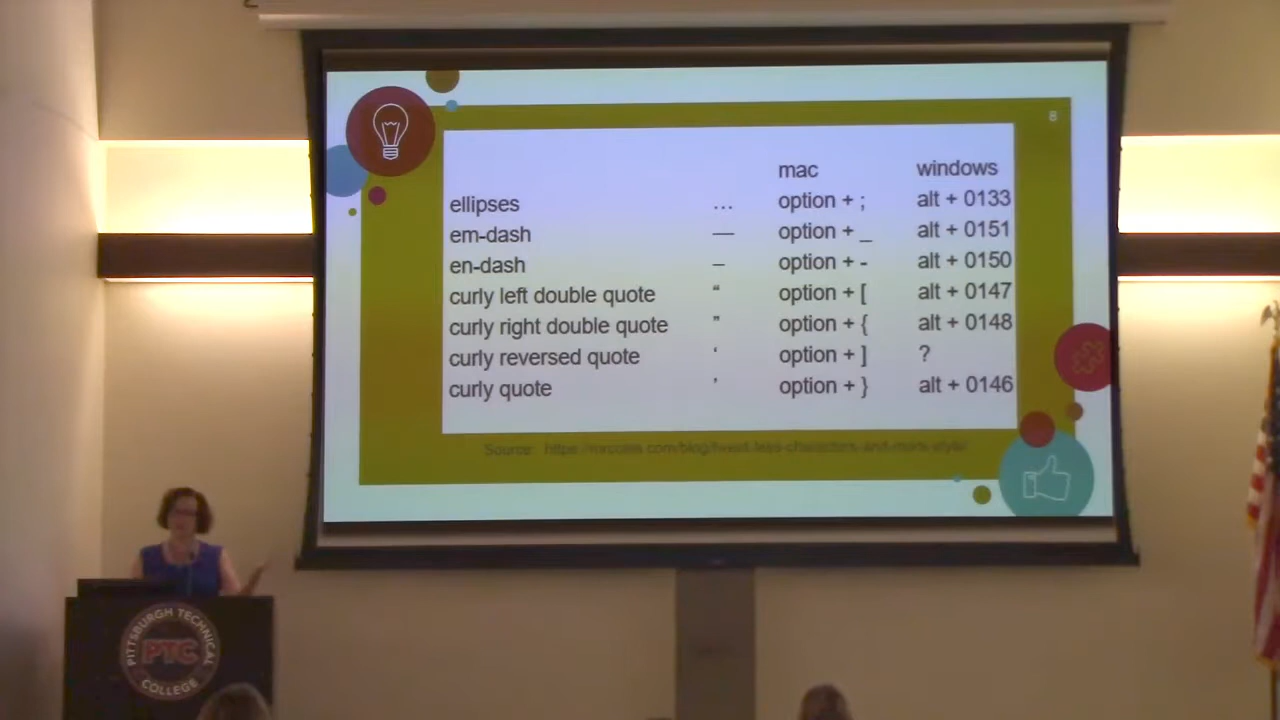 8
mac windows
ellipses … option + ; alt + 0133
em-dash — option + _ alt + 0151
en-dash – option + - alt + 0150
curly left double quote “ option + [ alt + 0147
curly right double quote ” option + { alt + 0148
curly reversed quote ‘ option + ] ?
curly quote ’ option + } alt + 0146
Source:
PITTSBURGH TECHNICAL
PTC
COLLEGE